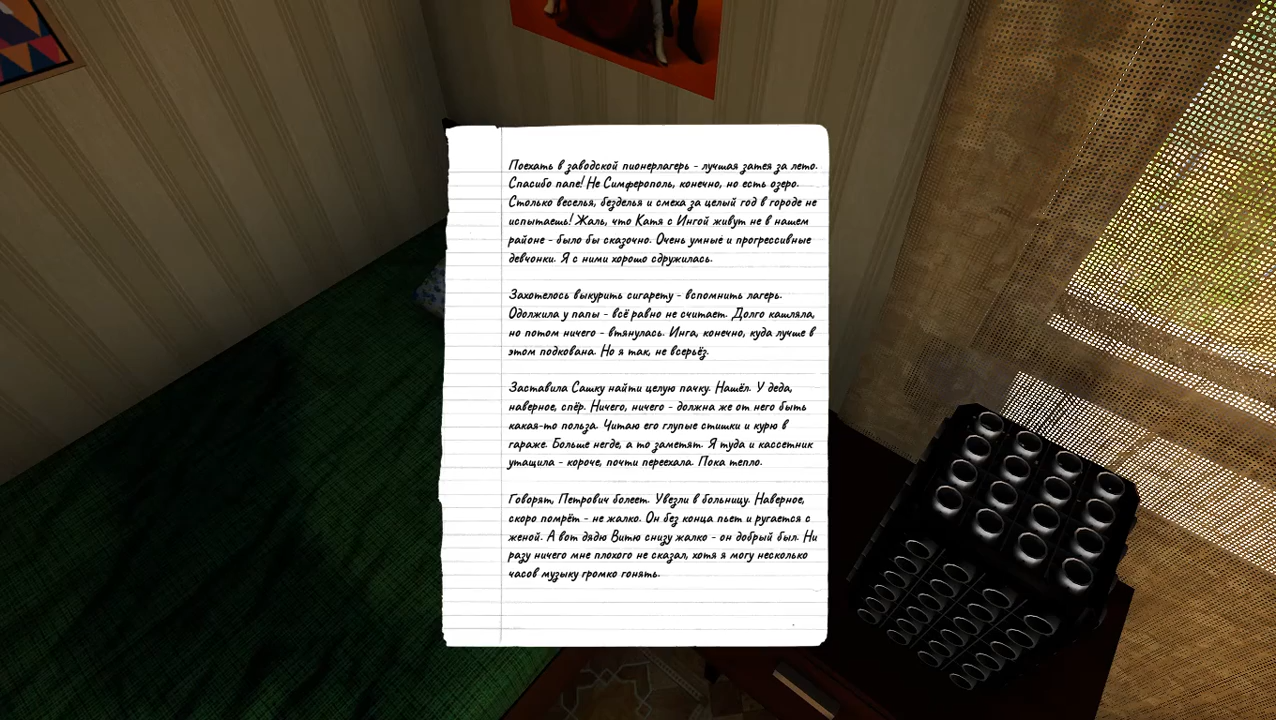 Поехать в заводской пионерлагерь - лучшая затея за лето.
Спасибо папе! Не Симферополь, конечно, но есть озеро.
Столько веселья, безделья и смеха за целый год в городе не
испытаешь! Жаль, что Катя с Ингой живут не в нашем
районе - было бы сказочно. Очень умные и прогрессивные
девчонки. Я с ними хорошо сдружилась.
Захотелось выкурить сигарету - вспомнить лагерь.
Одолжила у папы - всё равно не считает. Долго кашляла,
но потом ничего - втянулась. Инга, конечно, куда лучше в
этом подкована. Но я так, не всерьёз.
Заставила Сашку найти целую пачку. Нашёл. У деда,
наверное, спёр. Ничего, ничего - должна же от него быть
какая-то польза. Читаю его глупые стишки и курю в
гараже. Больше негде, а то заметят. Я туда и кассетник
утащила - короче, почти переехала. Пока тепло.
Говорят, Петрович болеет. Увезли в больницу. Наверное,
скоро помрёт - не жалко. Он без конца пьет и ругается с
женой. А вот дядю Витю снизу жалко - он добрый был. Ни
разу ничего мне плохого не сказал, хотя я могу несколько
часов музыку громко гонять.